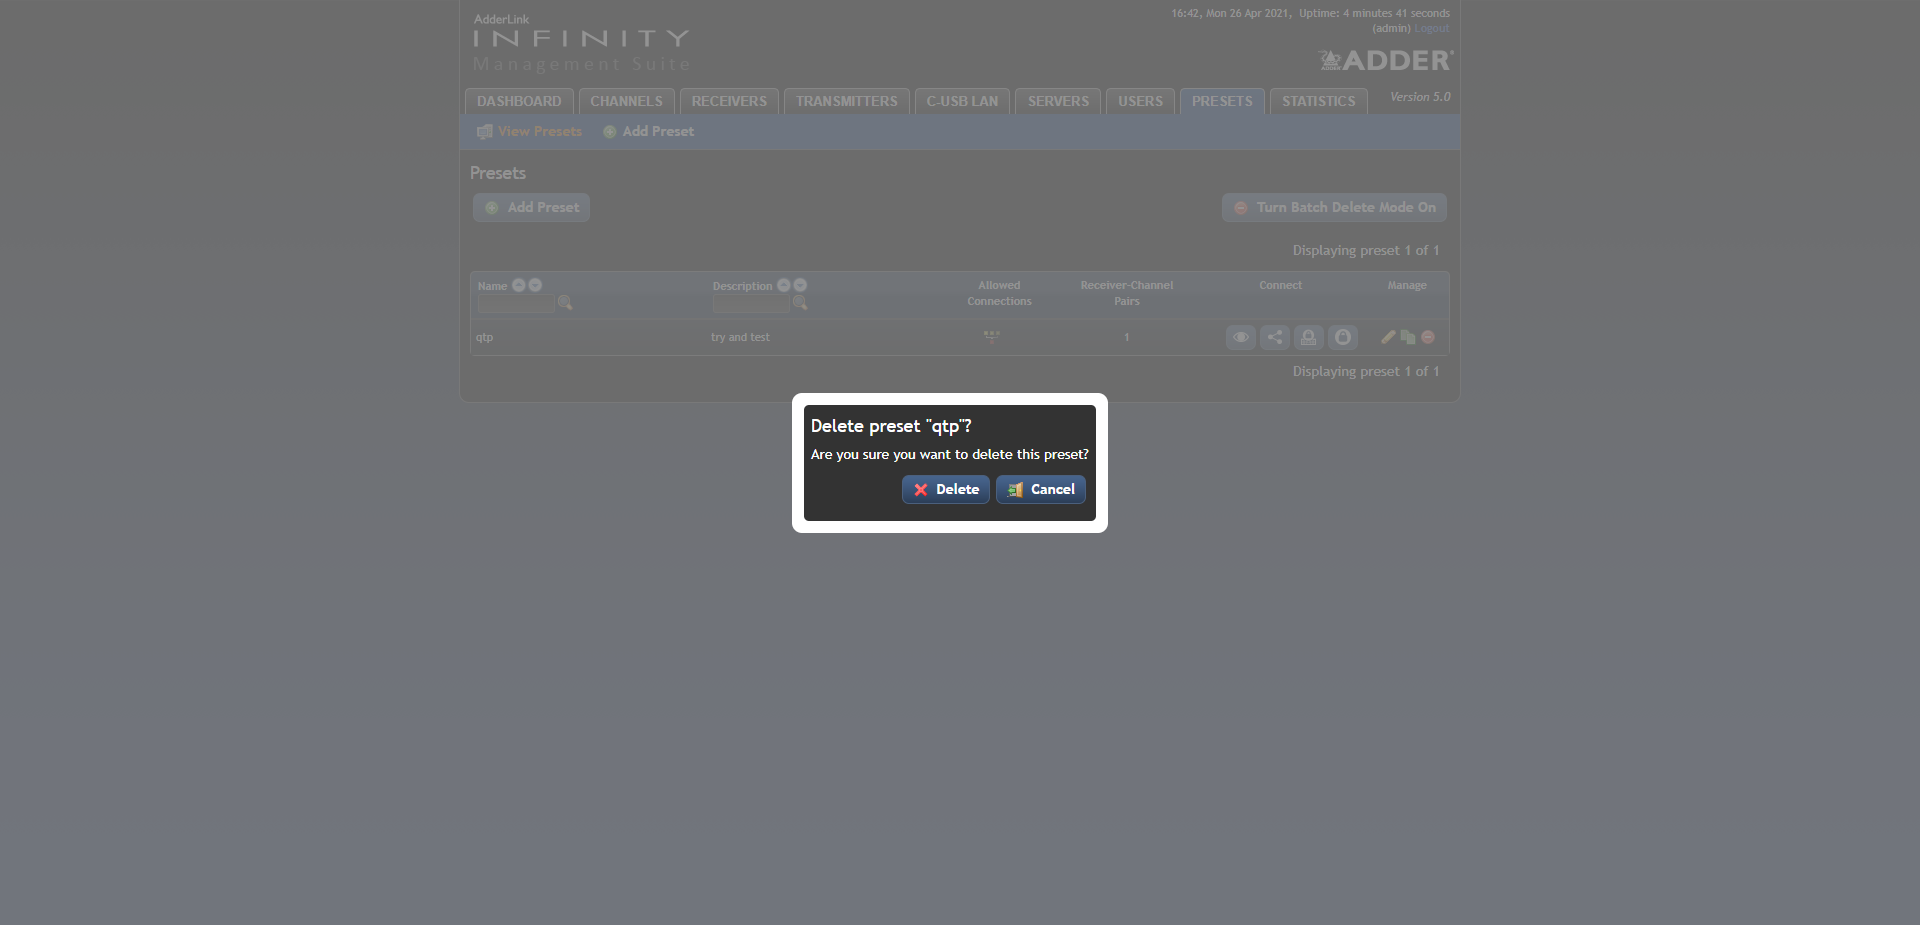 AdderLink
INFINITY
Management Suite
16:42, Mon 26 Apr 2021, Uptime: 4 minutes 41 seconds
(admin) Logout
ADDER
DASHBOARD CHANNELS RECEIVERS TRANSMITTERS C-USB LAN SERVERS USERS PRESETS STATISTICS Version 5.0
View Presets Add Preset
Presets
Add Preset Turn Batch Delete Mode On
Displaying preset 1 of 1
Name Description Allowed Connections Receiver-Channel Pairs Connect Manage
qtp try and test 1
Displaying preset 1 of 1
Delete preset "qtp"?
Are you sure you want to delete this preset?
Delete Cancel